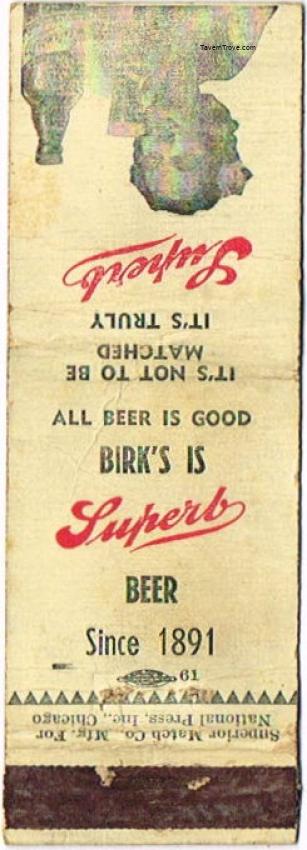 TavernTrove.com
Superb
IT'S TRULY
MATCHED
IT'S NOT TO BE
ALL BEER IS GOOD
BIRK'S IS
Superb
BEER
Since 1891
61
Superior Match Co. Mfg. For
National Press, Inc., Chicago